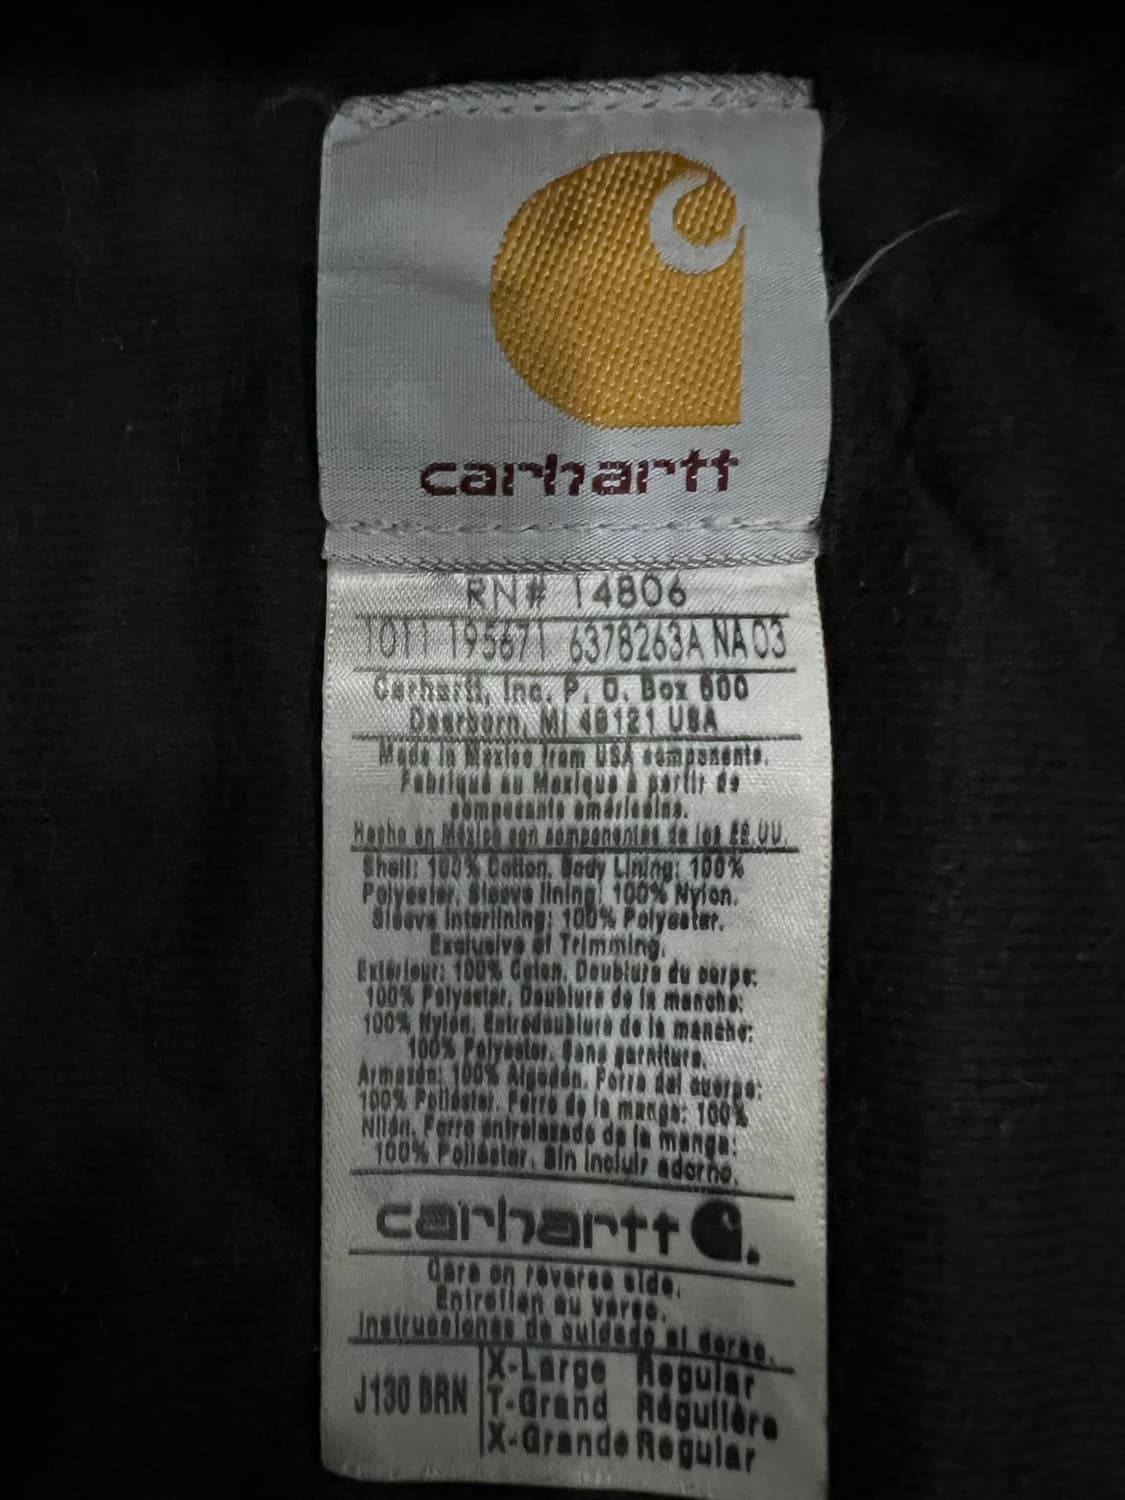 carhartt
RN# 14806
1011 195671 6378263A NA 03
Carhartt, Inc. P. O. Box 600
Dearborn, MI 48121 USA
Made in Mexico from USA components.
Fabriqué au Mexique à partir de
composants américains.
Hecho en México con componentes de los EE.UU.
Shell: 100% Cotton. Body Lining: 100%
Polyester. Sleeve lining: 100% Nylon.
Sleeve Interlining: 100% Polyester.
Exclusive of Trimming.
Extérieur: 100% Coton. Doublure du corps:
100% Polyester. Doublure de la manche:
100% Nylon. Entredoublure de la manche:
100% Polyester. Sans garniture.
Armazón: 100% Algodón. Forro del cuerpo:
100% Poliéster. Forro de la manga: 100%
Nilón. Forro entrelazado de la manga:
100% Poliéster. Sin incluir adorno.
carhartt
Care on reverse side.
Entretien au verso.
Instrucciones de cuidado al dorso.
J130 BRN
X-Large Regular
T-Grand Régulière
X-Grande Regular